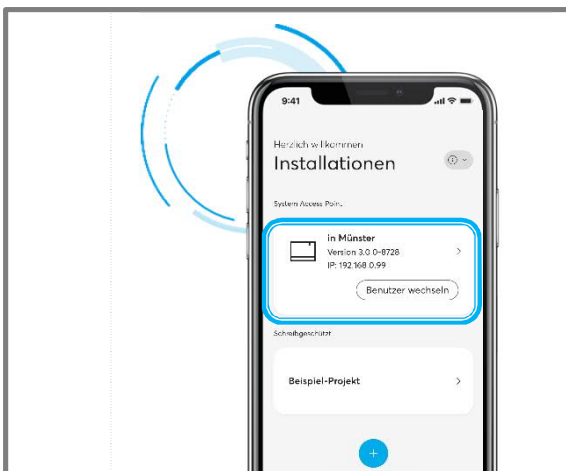 9:41
Herzlich willkommen
Installationen
System Access Point
in Münster
Version 3.0.0-8728
IP: 192.168.0.99
Benutzer wechseln
Schreibgeschützt
Beispiel-Projekt
+